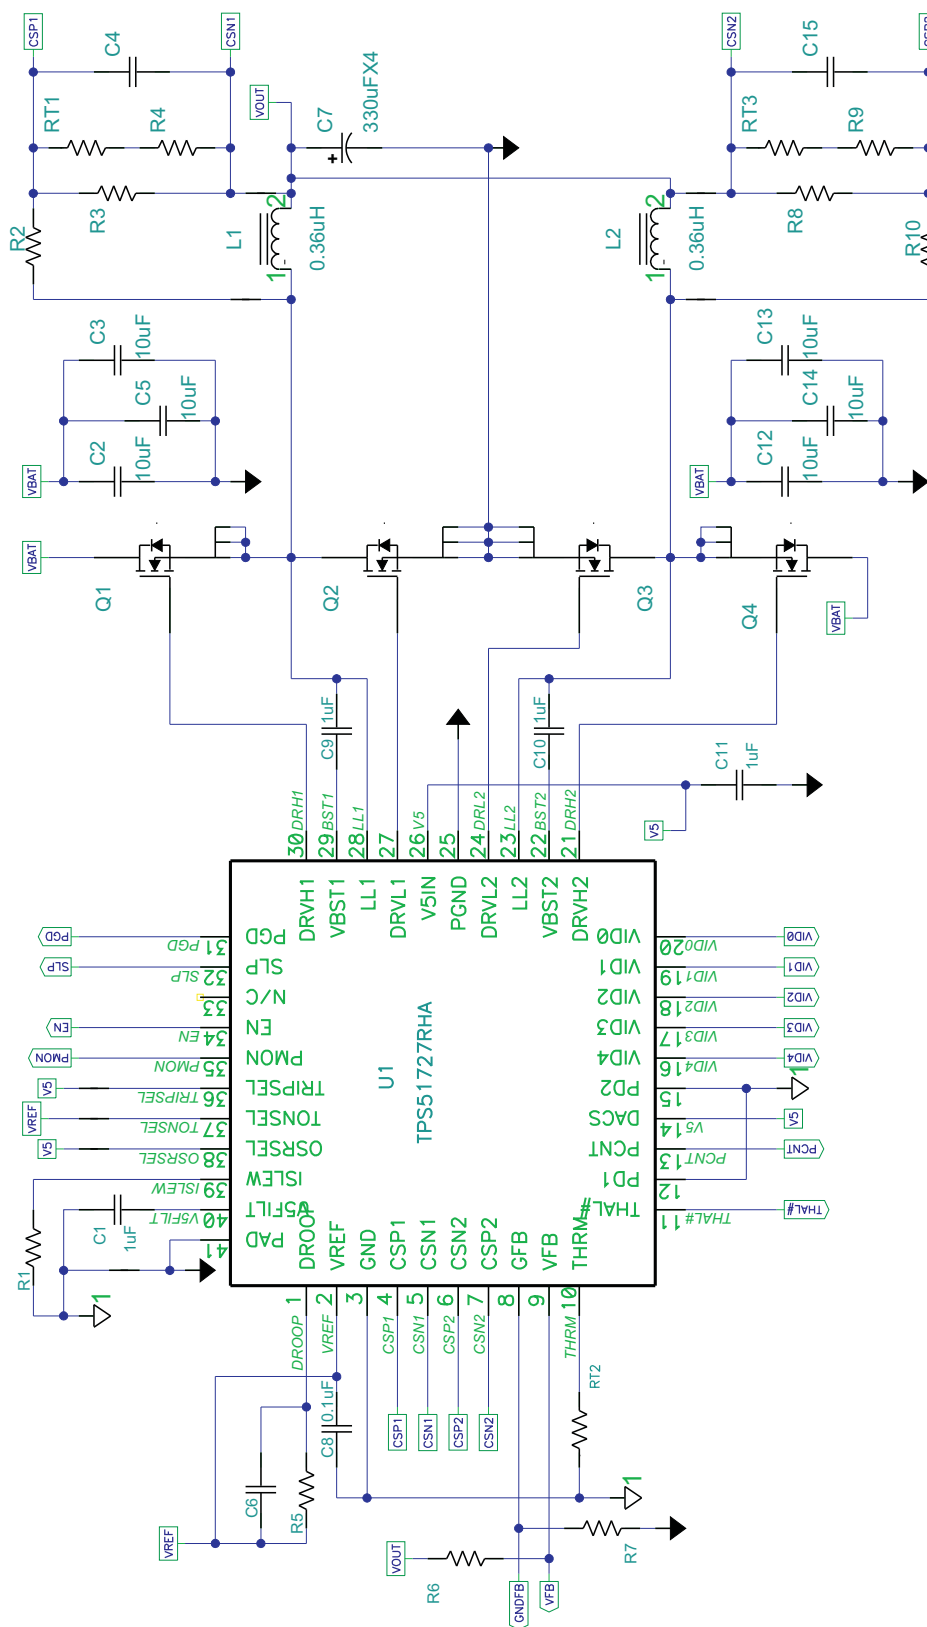 CSP1
C4
CSN1
RT1
R4
R3
R2
VOUT
C7
330uFX4
+
L1
0.36uH
1
2
CSN2
C15
RT3
R9
R8
R10
L2
0.36uH
1
2
C3
10uF
C5
10uF
C2
10uF
VBAT
C13
10uF
C14
10uF
C12
10uF
VBAT
VBAT
Q1
Q2
Q3
Q4
VBAT
C9
1uF
C10
1uF
C11
1uF
V5
30 DRH1
29 BST1
28 LL1
27
26 V5
25
24 DRL2
23 LL2
22 BST2
21 DRH2
DRVH1
VBST1
LL1
DRVL1
V5IN
PGND
DRVL2
LL2
VBST2
DRVH2
PGD
PGD
31
PGD
SLP
SLP
32
SLP
33
N/C
EN
EN
34
EN
PMON
PMON
35
PMON
V5
TRIPSEL
36
TRIPSEL
VREF
TONSEL
37
TONSEL
V5
OSRSEL
38
OSRSEL
ISLEW
39
ISLEW
V5FILT
40
V5FILT
41
PAD
R1
C1
1uF
1
U1
TPS51727RHA
VID0
20
VID0
VID0
VID1
19
VID1
VID1
VID2
18
VID2
VID2
VID3
17
VID3
VID3
VID4
16
VID4
VID4
PD2
15
1
DACS
14
V5
V5
PCNT
13
PCNT
PCNT
PD1
12
THAL#
11
THAL#
THAL#
DROOP
VREF
GND
CSP1
CSN1
CSN2
CSP2
GFB
VFB
THRM
1
DROOP
2
VREF
3
4
CSP1
5
CSN1
6
CSP2
7
CSN2
8
9
10
THRM
CSP1
CSN1
CSP2
CSN2
RT2
C8
0.1uF
C6
R5
VREF
1
VOUT
R6
R7
GNDFB
VFB